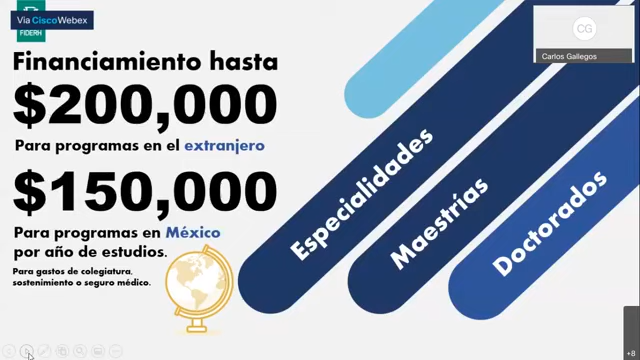 Vía Cisco Webex
FIDERH
Financiamiento hasta
$200,000
Para programas en el extranjero
$150,000
Para programas en México
por año de estudios.
Para gastos de colegiatura,
sostenimiento o seguro médico.
Especialidades
Maestrías
Doctorados
CG
Carlos Gallegos
+8